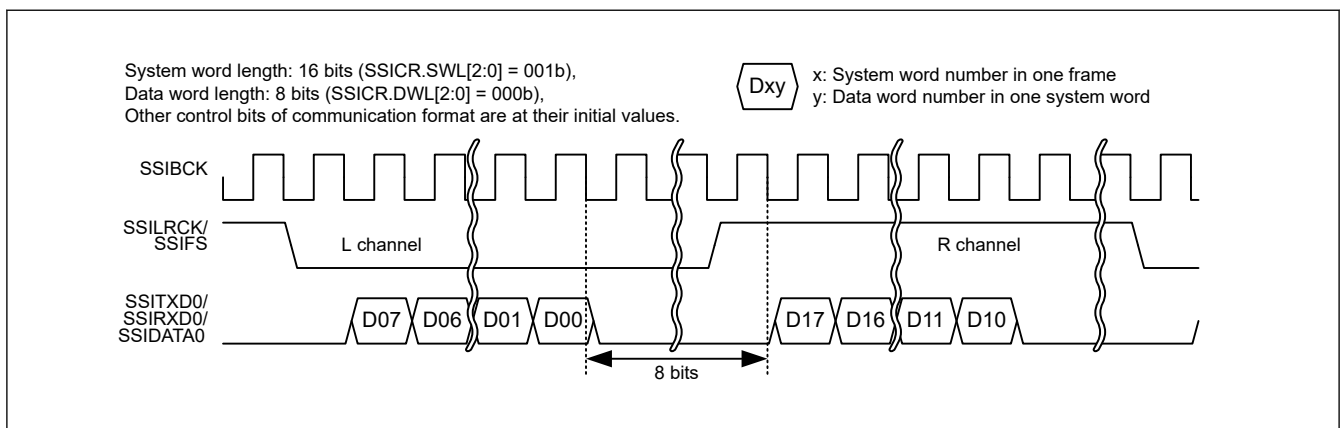 System word length: 16 bits (SSICR.SWL[2:0] = 001b),
Data word length: 8 bits (SSICR.DWL[2:0] = 000b),
Other control bits of communication format are at their initial values.
Dxy
x: System word number in one frame
y: Data word number in one system word
SSIBCK
SSILRCK/
SSIFS
L channel
R channel
SSITXD0/
SSIRXD0/
SSIDATA0
D07 D06 D01 D00 D17 D16 D11 D10
8 bits